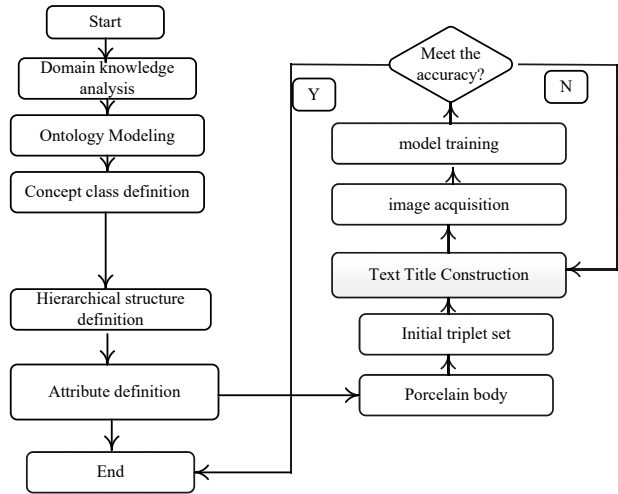 Start
Domain knowledge
analysis
Ontology Modeling
Concept class definition
Hierarchical structure
definition
Attribute definition
End
Meet the
accuracy?
Y
N
model training
image acquisition
Text Title Construction
Initial triplet set
Porcelain body